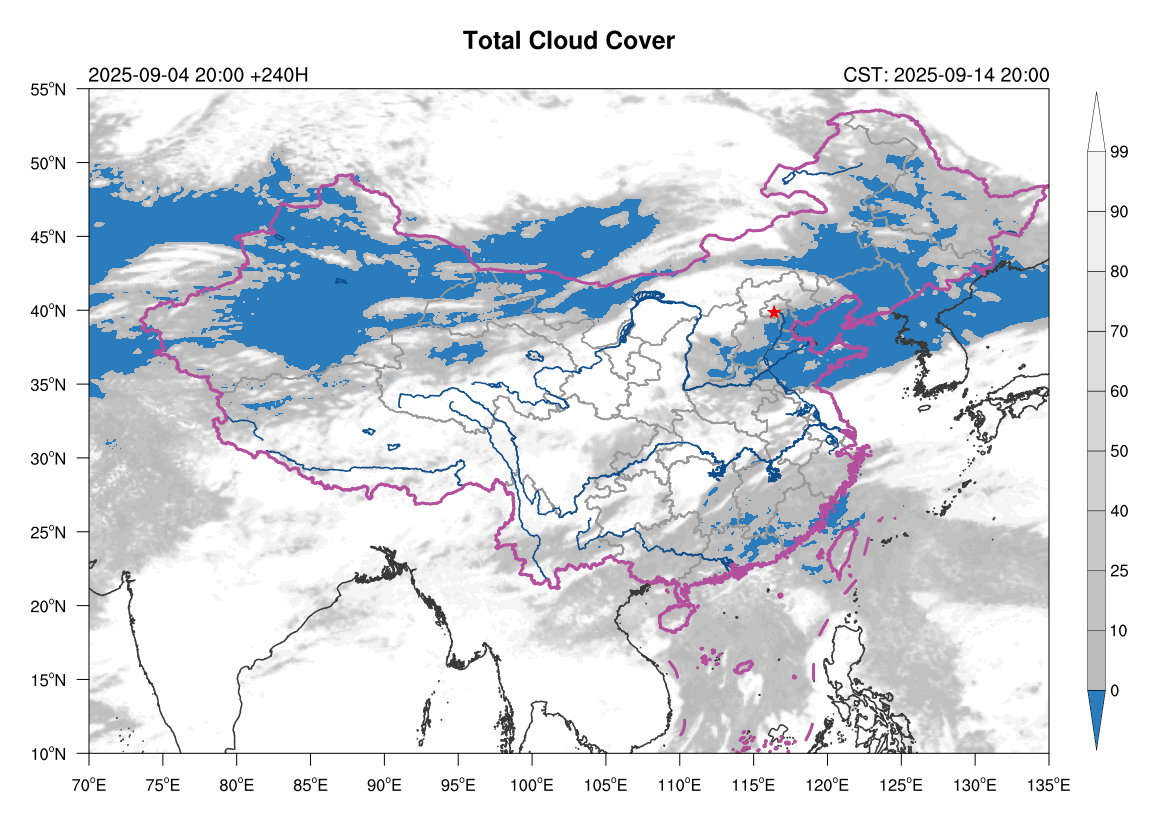 Total Cloud Cover
2025-09-04 20:00 +240H
CST: 2025-09-14 20:00
55°N
50°N
45°N
40°N
35°N
30°N
25°N
20°N
15°N
10°N
70°E
75°E
80°E
85°E
90°E
95°E
100°E
105°E
110°E
115°E
120°E
125°E
130°E
135°E
99
90
80
70
60
50
40
25
10
0